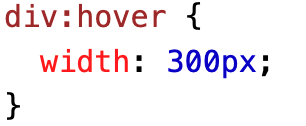 div:hover {
  width: 300px;
}